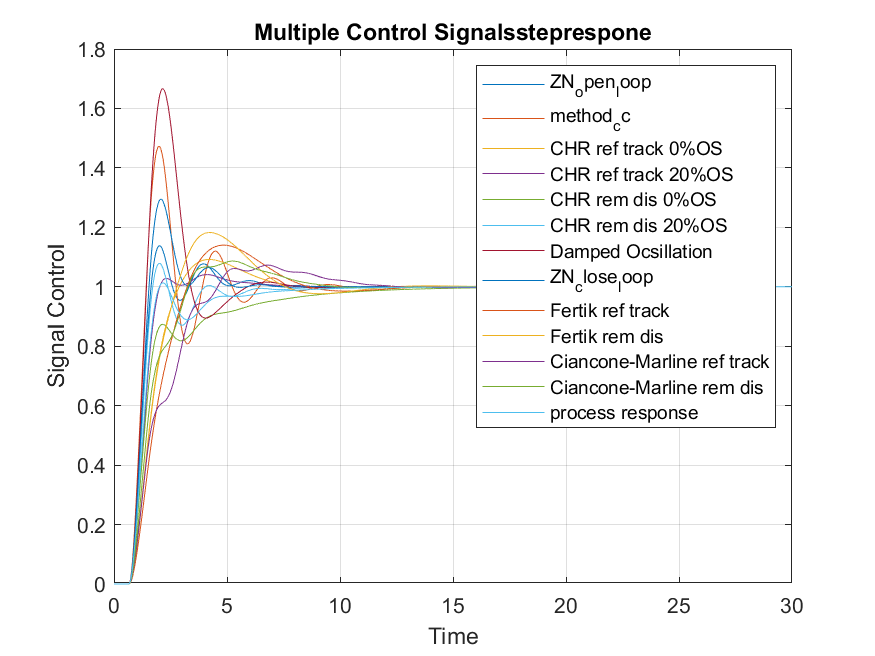 Multiple Control Signalssteprespone
1.8
1.6
1.4
1.2
1
0.8
0.6
0.4
0.2
0
Signal Control
ZN_open_loop
method_cc
CHR ref track 0%OS
CHR ref track 20%OS
CHR rem dis 0%OS
CHR rem dis 20%OS
Damped Ocsillation
ZN_close_loop
Fertik ref track
Fertik rem dis
Ciancone-Marline ref track
Ciancone-Marline rem dis
process response
0 5 10 15 20 25 30
Time